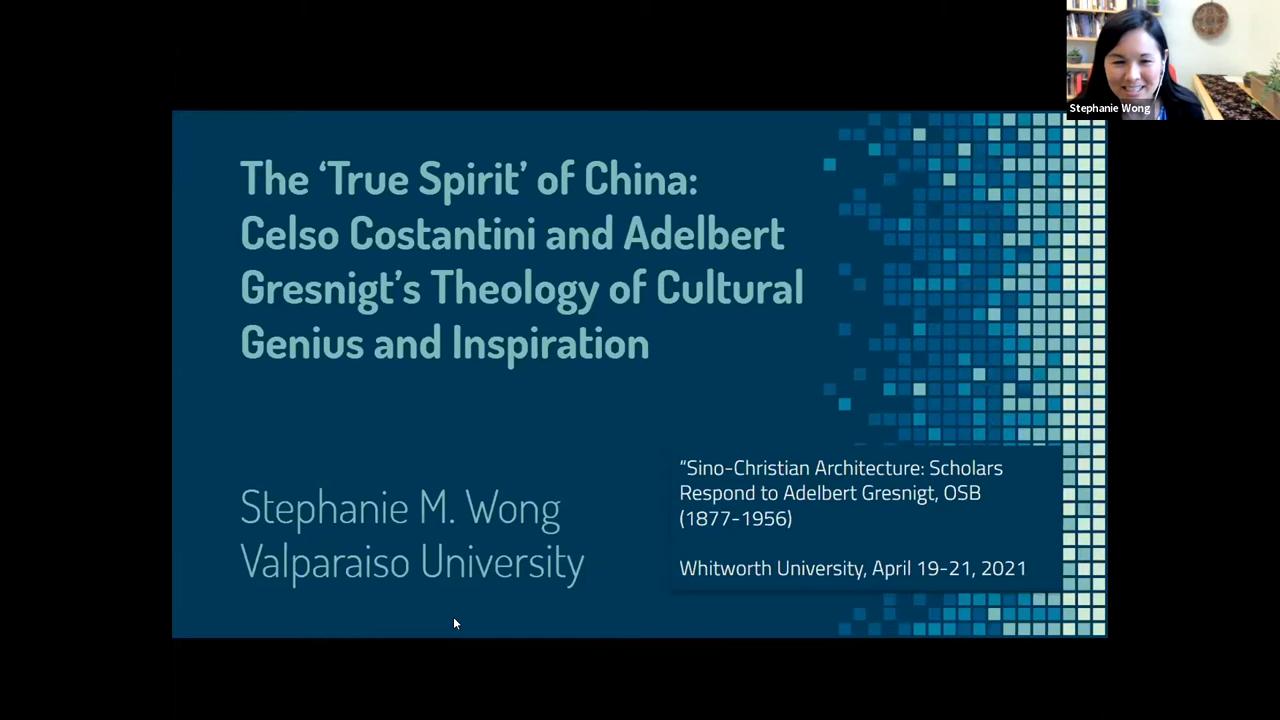 Stephanie Wong
The ‘True Spirit’ of China:
Celso Costantini and Adelbert
Gresnigt’s Theology of Cultural
Genius and Inspiration
Stephanie M. Wong
Valparaiso University
“Sino-Christian Architecture: Scholars
Respond to Adelbert Gresnigt, OSB
(1877-1956)
Whitworth University, April 19-21, 2021